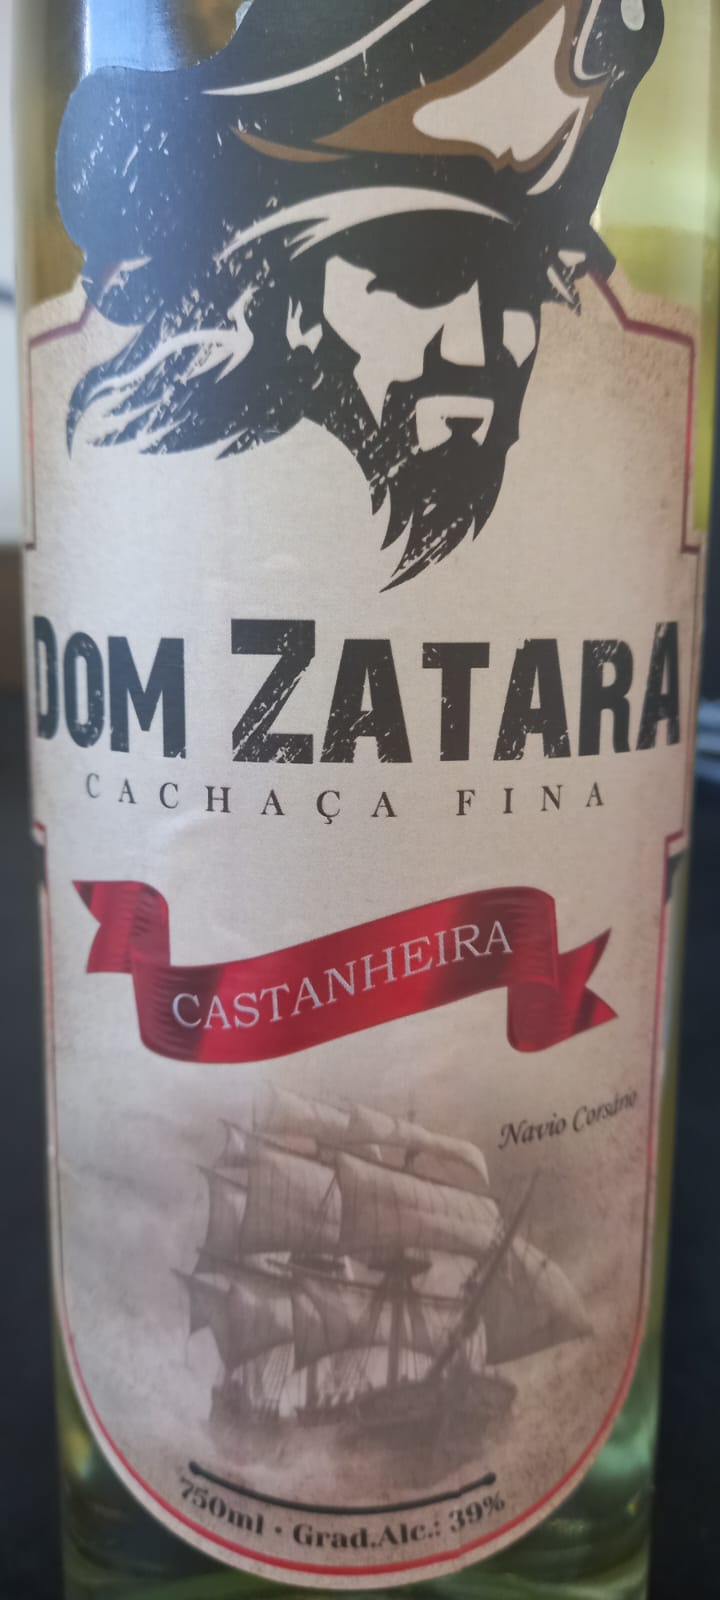 DOM ZATARA
CACHAÇA FINA
CASTANHEIRA
Navio Corsário
750ml • Grad.Alc.: 39%